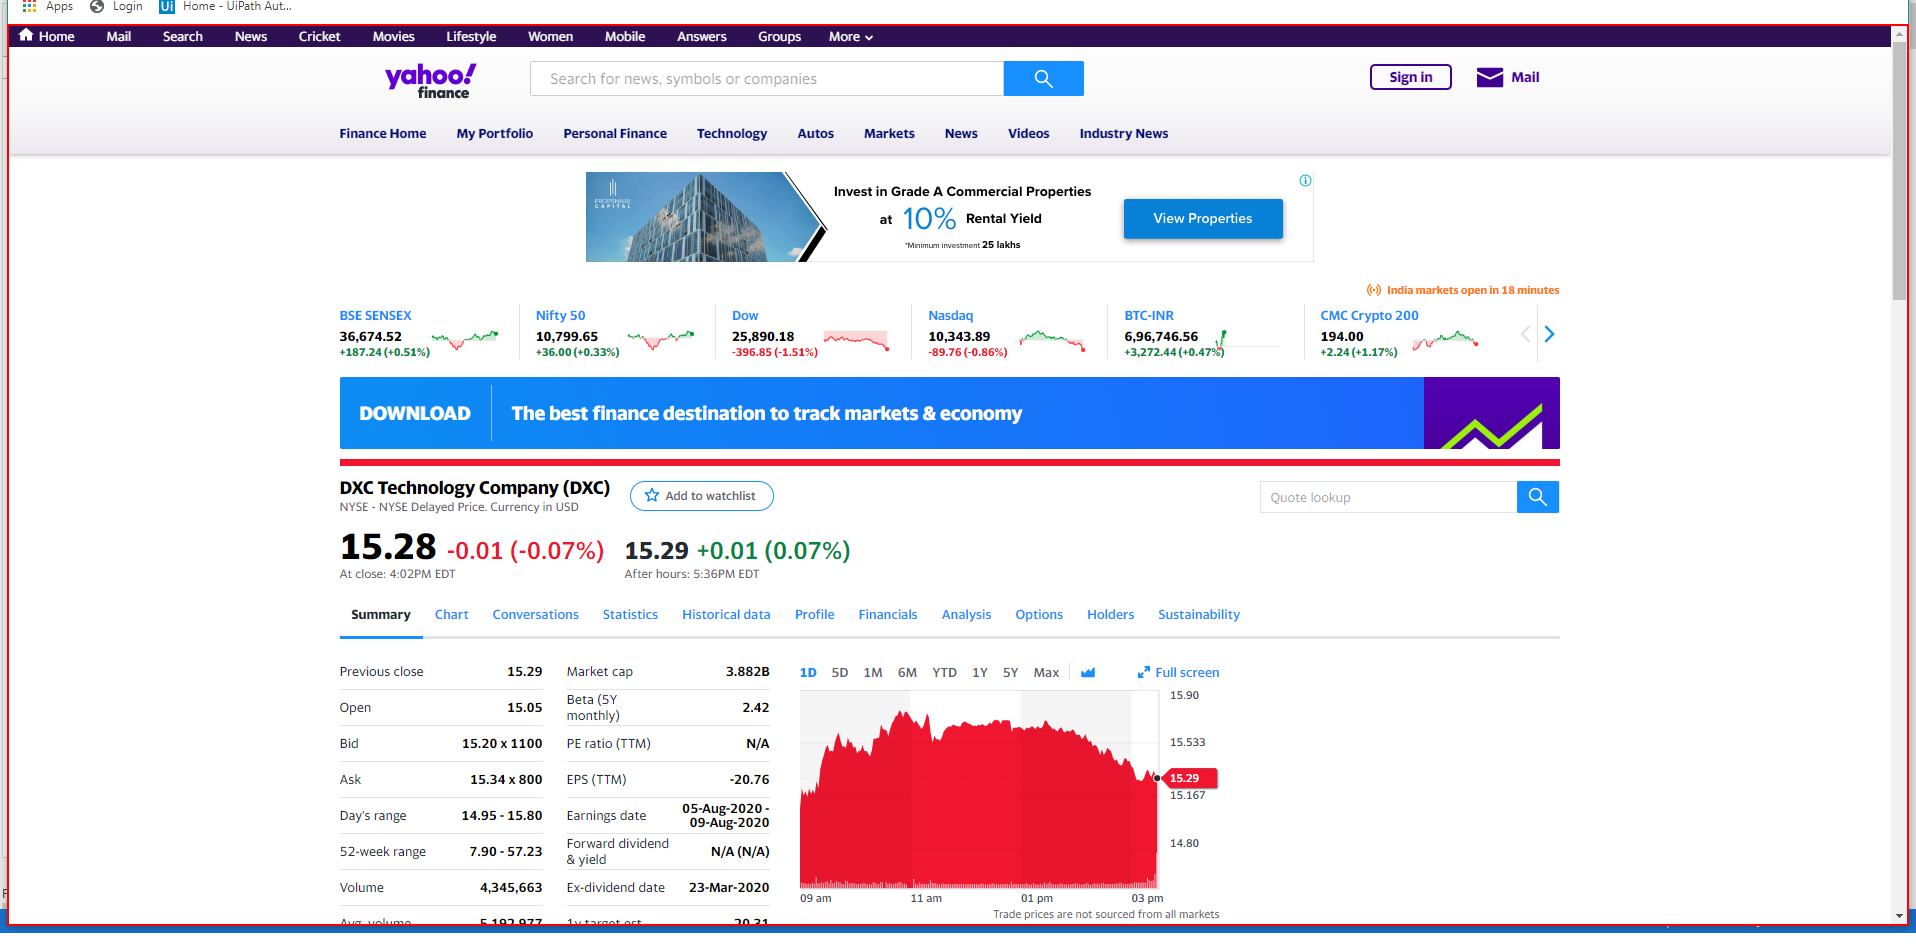 Apps Login Ui Home - UiPath Aut...
Home Mail Search News Cricket Movies Lifestyle Women Mobile Answers Groups More
yahoo!
finance
Search for news, symbols or companies
Sign in Mail
Finance Home My Portfolio Personal Finance Technology Autos Markets News Videos Industry News
PROPSHARE
CAPITAL
Invest in Grade A Commercial Properties
at 10% Rental Yield
*Minimum investment 25 lakhs
View Properties
India markets open in 18 minutes
BSE SENSEX
36,674.52
+187.24 (+0.51%)
Nifty 50
10,799.65
+36.00 (+0.33%)
Dow
25,890.18
-396.85 (-1.51%)
Nasdaq
10,343.89
-89.76 (-0.86%)
BTC-INR
6,96,746.56
+3,272.44 (+0.47%)
CMC Crypto 200
194.00
+2.24 (+1.17%)
DOWNLOAD The best finance destination to track markets & economy
DXC Technology Company (DXC)
NYSE - NYSE Delayed Price. Currency in USD
Add to watchlist
Quote lookup
15.28 -0.01 (-0.07%)
At close: 4:02PM EDT
15.29 +0.01 (0.07%)
After hours: 5:36PM EDT
Summary Chart Conversations Statistics Historical data Profile Financials Analysis Options Holders Sustainability
Previous close 15.29
Open 15.05
Bid 15.20 x 1100
Ask 15.34 x 800
Day's range 14.95 - 15.80
52-week range 7.90 - 57.23
Volume 4,345,663
Avg. volume 5,192,977
Market cap 3.882B
Beta (5Y
monthly) 2.42
PE ratio (TTM) N/A
EPS (TTM) -20.76
Earnings date 05-Aug-2020 -
09-Aug-2020
Forward dividend
& yield N/A (N/A)
Ex-dividend date 23-Mar-2020
1y target est 20.31
1D 5D 1M 6M YTD 1Y 5Y Max Full screen
15.90
15.533
15.29
15.167
14.80
09 am 11 am 01 pm 03 pm
Trade prices are not sourced from all markets